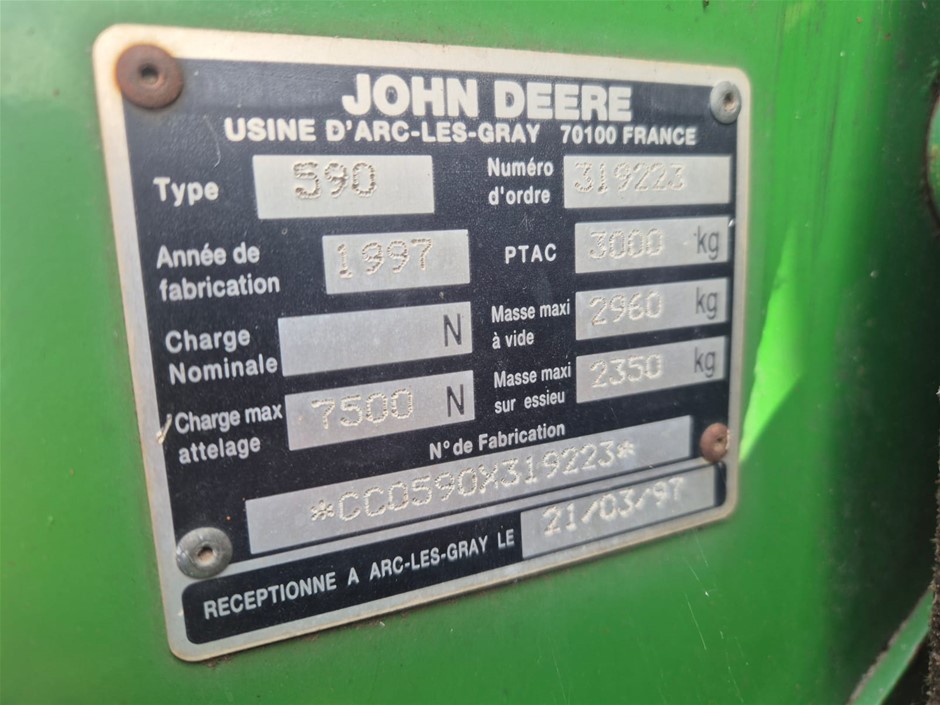 JOHN DEERE
USINE D'ARC-LES-GRAY 70100 FRANCE
Type 590
Numéro d'ordre 319223
Année de fabrication 1997
PTAC 3000 kg
Charge Nominale N
Masse maxi à vide 2960 kg
Charge max attelage 7500 N
Masse maxi sur essieu 2350 kg
N° de Fabrication
*CC0590X319223*
RECEPTIONNE A ARC-LES-GRAY LE 21/03/97